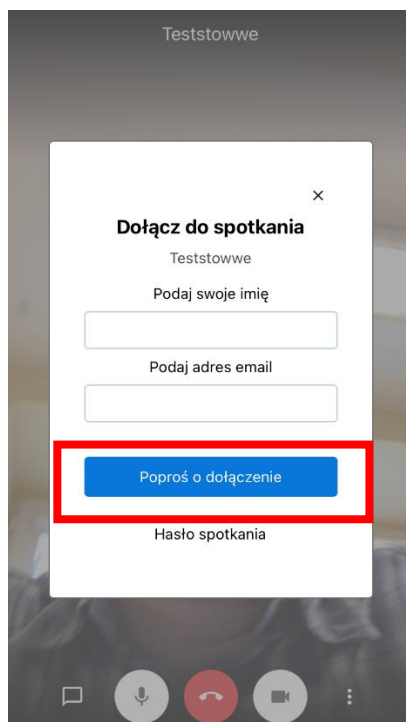 Teststowwe
Dołącz do spotkania
Teststowwe
Podaj swoje imię
Podaj adres email
Poproś o dołączenie
Hasło spotkania